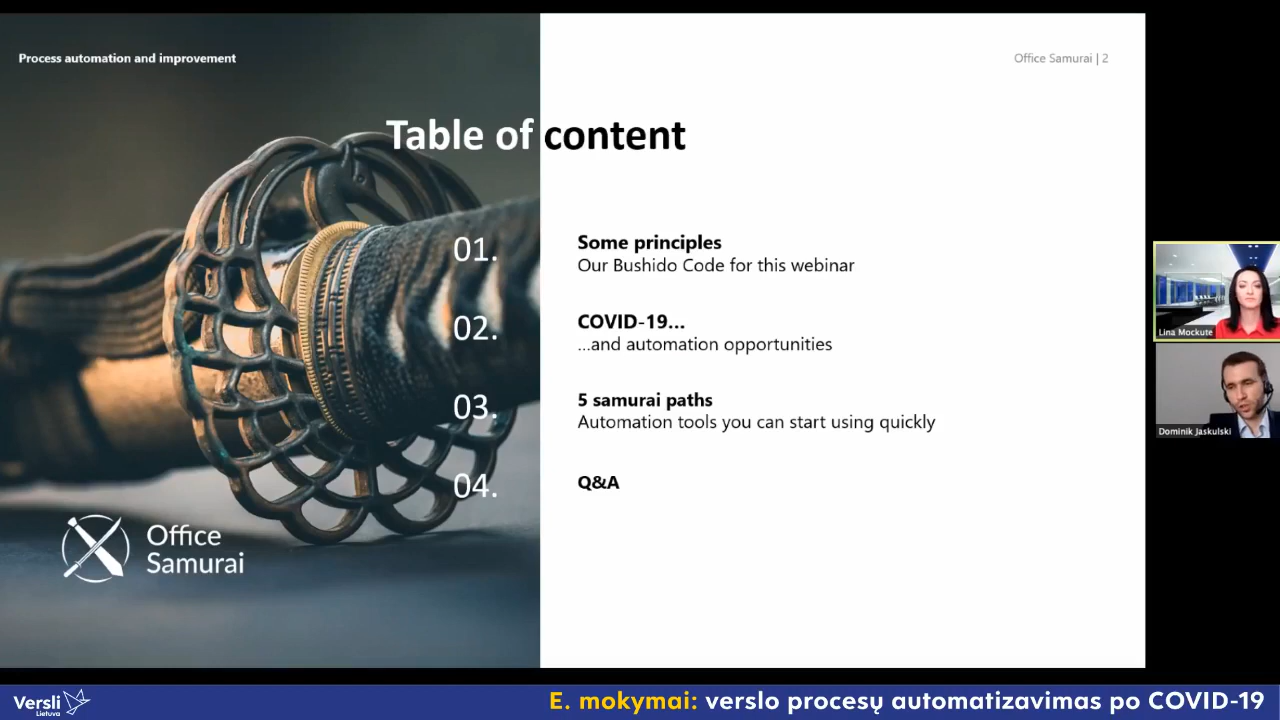 Process automation and improvement
Office Samurai | 2
Table of content
01.
Some principles
Our Bushido Code for this webinar
02.
COVID-19...
...and automation opportunities
03.
5 samurai paths
Automation tools you can start using quickly
04.
Q&A
Office
Samurai
Lina Mockute
Dominik Jaskulski
Versli
Lietuva
E. mokymai: verslo procesų automatizavimas po COVID-19